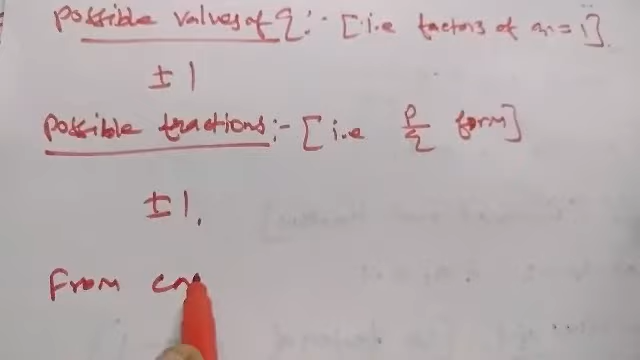 possible values of q :- [i.e factors of an = 1]
± 1
possible fractions :- [i.e p/q form]
± 1.
From